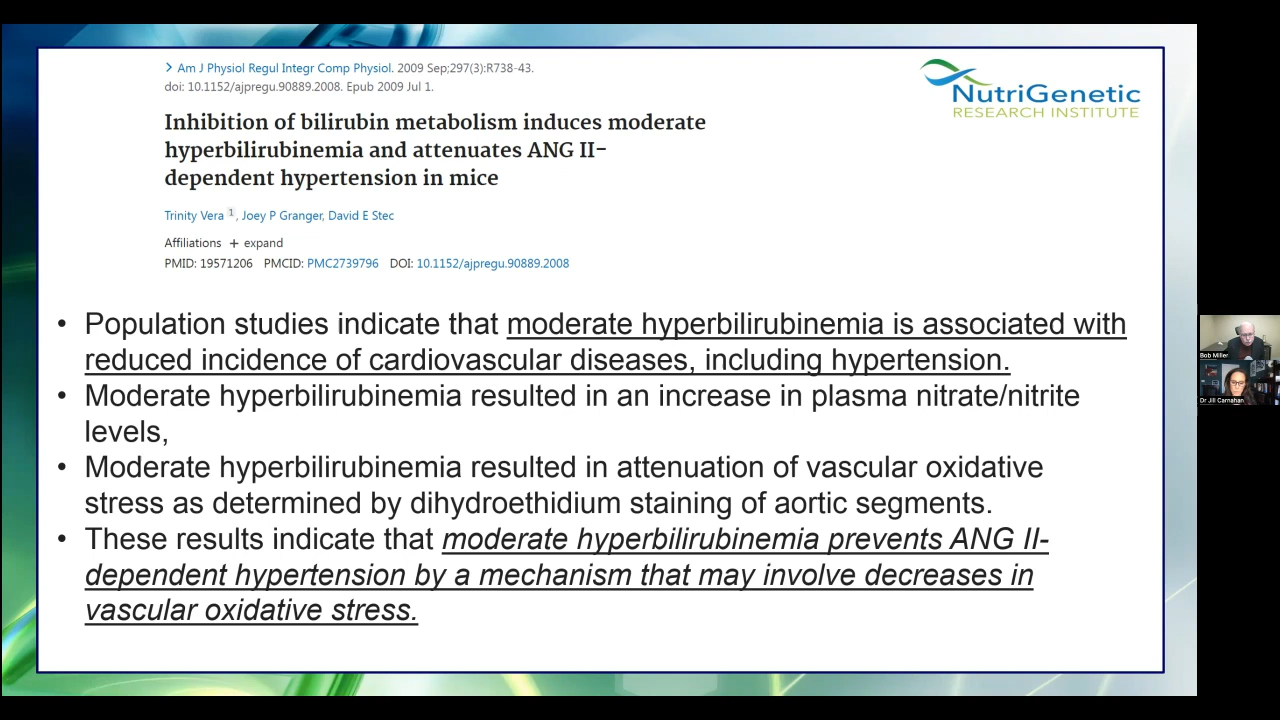 > Am J Physiol Regul Integr Comp Physiol. 2009 Sep;297(3):R738-43.
doi: 10.1152/ajpregu.90889.2008. Epub 2009 Jul 1.
NutriGenetic
RESEARCH INSTITUTE
Inhibition of bilirubin metabolism induces moderate
hyperbilirubinemia and attenuates ANG II-
dependent hypertension in mice
Trinity Vera 1, Joey P Granger, David E Stec
Affiliations + expand
PMID: 19571206 PMCID: PMC2739796 DOI: 10.1152/ajpregu.90889.2008
• Population studies indicate that moderate hyperbilirubinemia is associated with
reduced incidence of cardiovascular diseases, including hypertension.
• Moderate hyperbilirubinemia resulted in an increase in plasma nitrate/nitrite
levels,
• Moderate hyperbilirubinemia resulted in attenuation of vascular oxidative
stress as determined by dihydroethidium staining of aortic segments.
• These results indicate that moderate hyperbilirubinemia prevents ANG II-
dependent hypertension by a mechanism that may involve decreases in
vascular oxidative stress.
Bob Miller
Dr Jill Carnahan